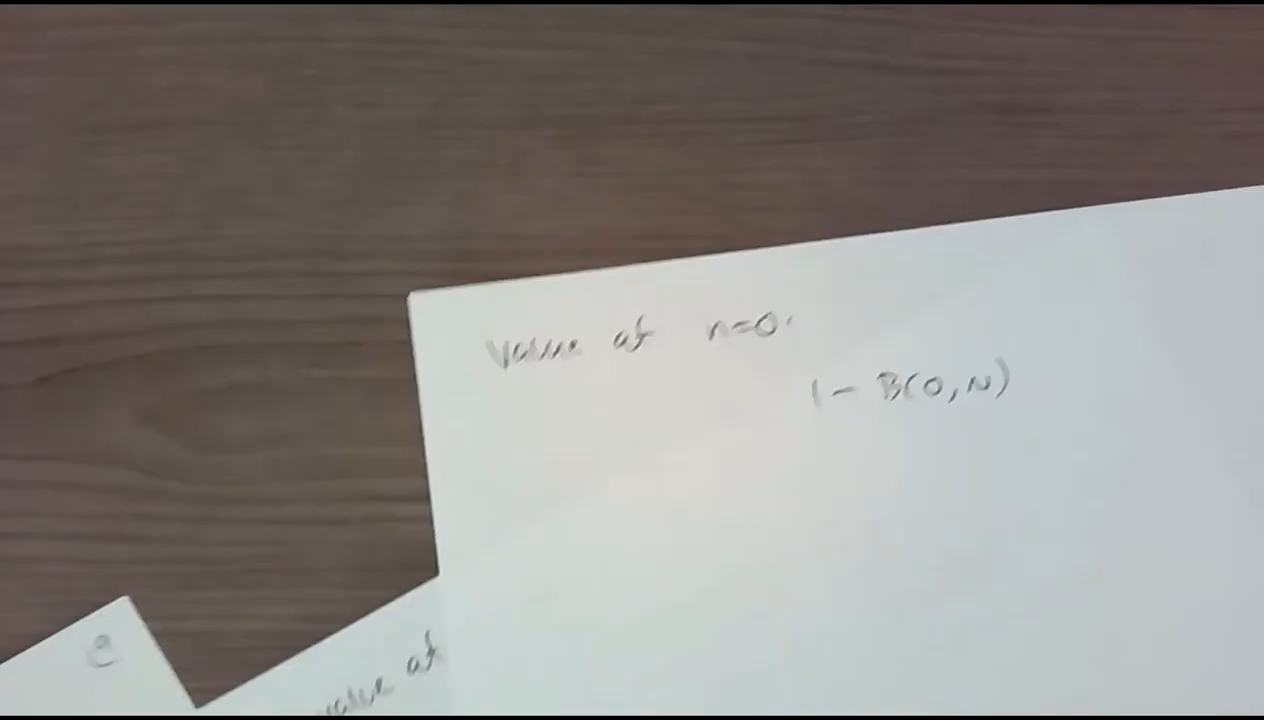 value at n=0.
1 - B(0,N)
value at